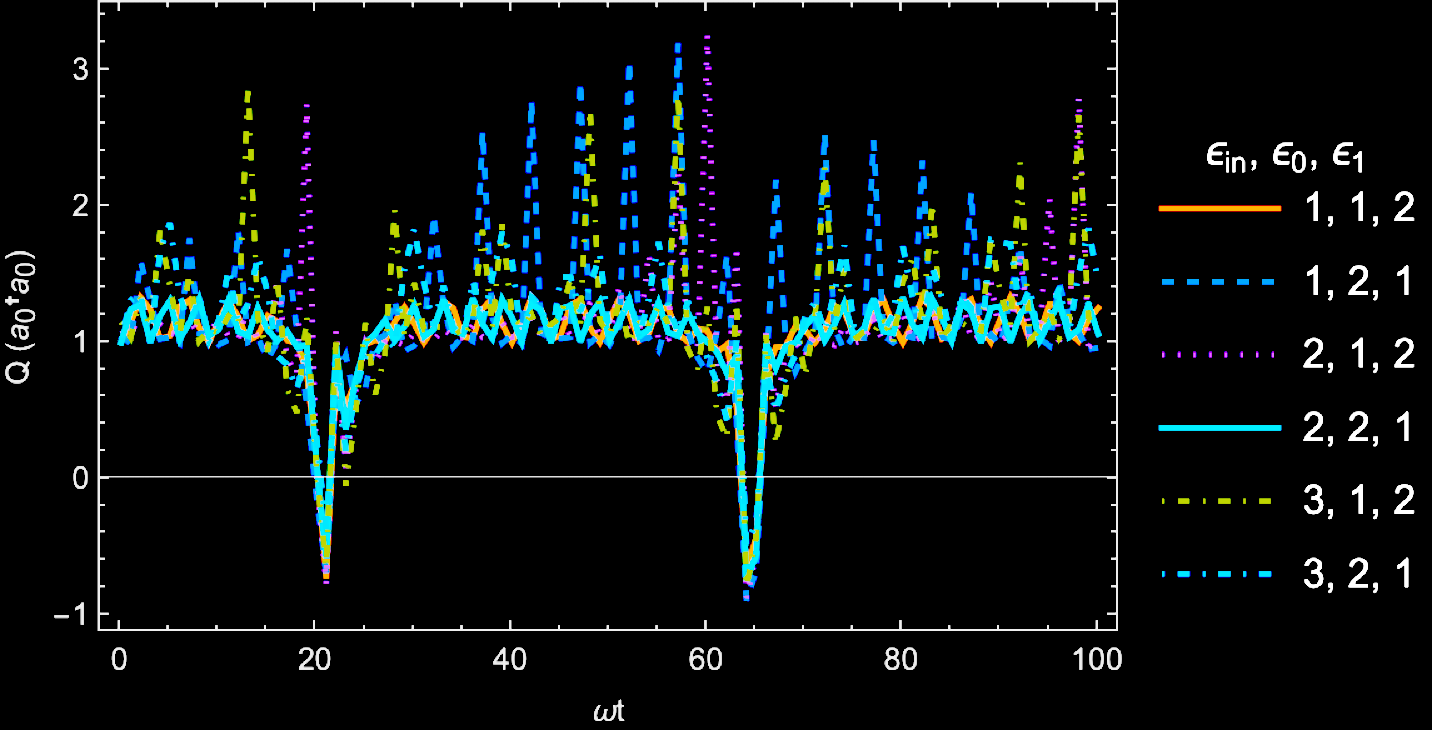 Q (a₀†a₀)
3
2
1
0
−1
0 20 40 60 80 100
ωt
ϵin, ϵ0, ϵ1
1, 1, 2
1, 2, 1
2, 1, 2
2, 2, 1
3, 1, 2
3, 2, 1